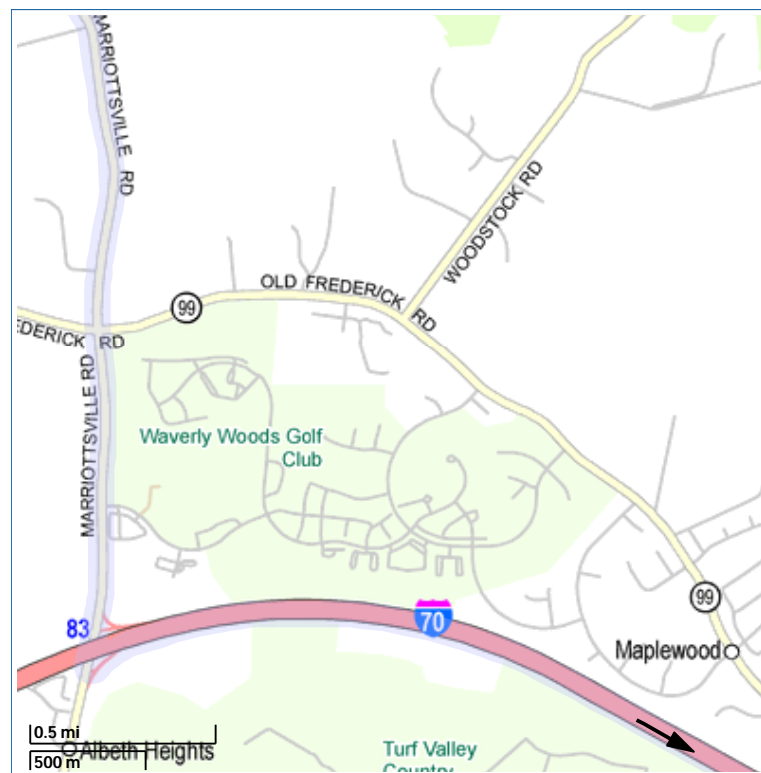 MARRIOTTSVILLE RD
WOODSTOCK RD
OLD FREDERICK RD
99
EDERICK RD
MARRIOTTSVILLE RD
Waverly Woods Golf
Club
99
83
70
Maplewood
0.5 mi
Albeth Heights
500 m
Turf Valley
Country